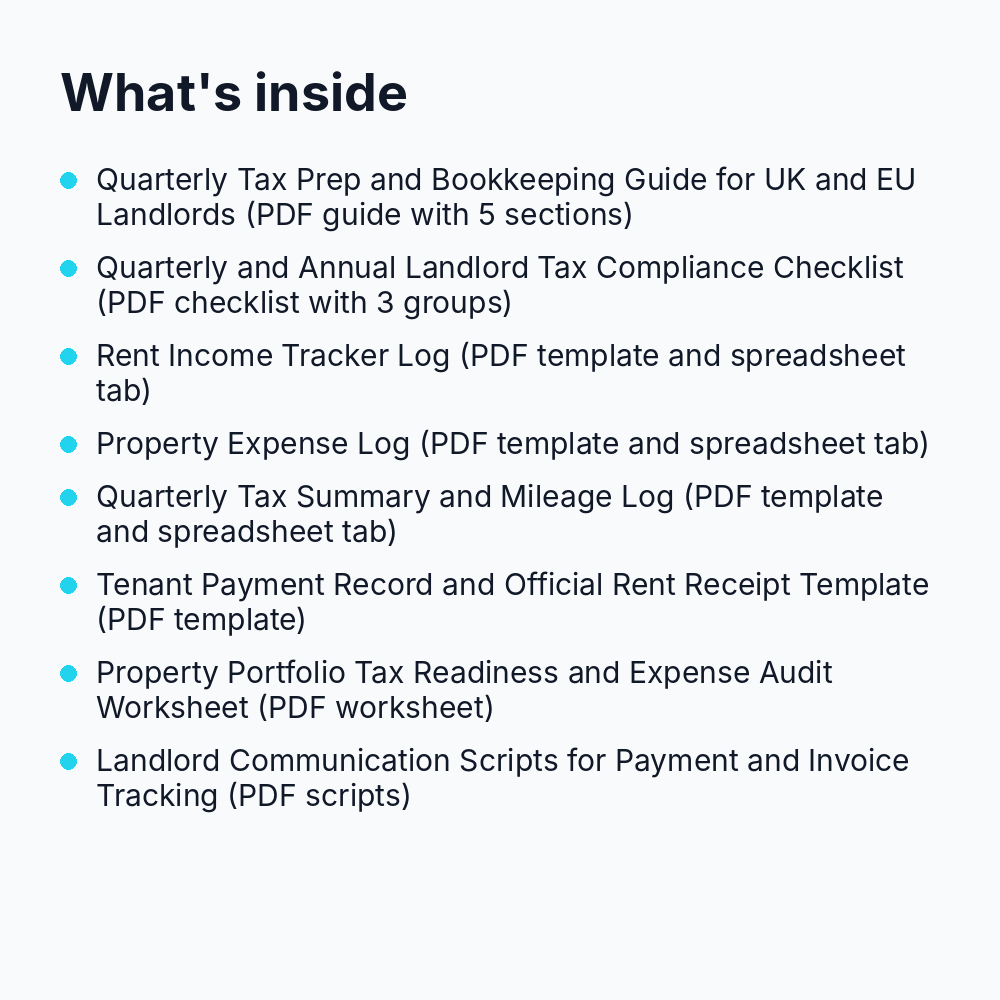 What's inside
Quarterly Tax Prep and Bookkeeping Guide for UK and EU
Landlords (PDF guide with 5 sections)
Quarterly and Annual Landlord Tax Compliance Checklist
(PDF checklist with 3 groups)
Rent Income Tracker Log (PDF template and spreadsheet
tab)
Property Expense Log (PDF template and spreadsheet tab)
Quarterly Tax Summary and Mileage Log (PDF template
and spreadsheet tab)
Tenant Payment Record and Official Rent Receipt Template
(PDF template)
Property Portfolio Tax Readiness and Expense Audit
Worksheet (PDF worksheet)
Landlord Communication Scripts for Payment and Invoice
Tracking (PDF scripts)